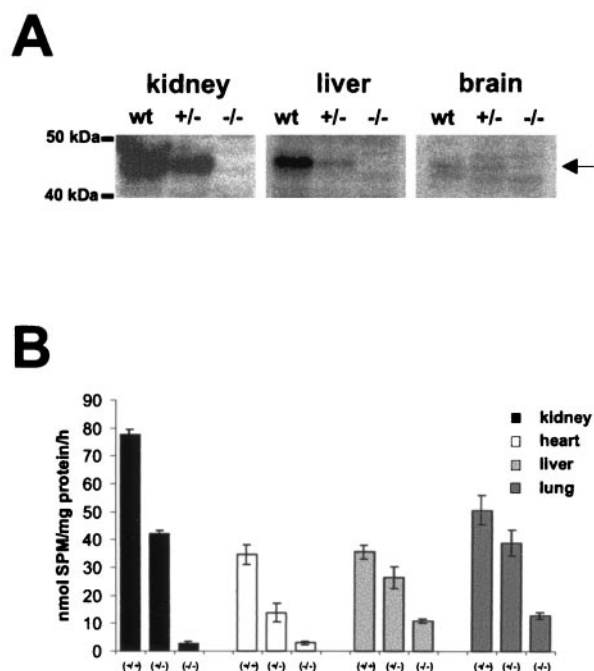 A
kidney liver brain
wt +/- -/- wt +/- -/- wt +/- -/-
50 kDa
40 kDa
B
90
80
70
60
50
40
30
20
10
0
nmol SPM/mg protein/h
kidney
heart
liver
lung
(+/+) (+/-) (-/-) (+/+) (+/-) (-/-) (+/+) (+/-) (-/-) (+/+) (+/-) (-/-)